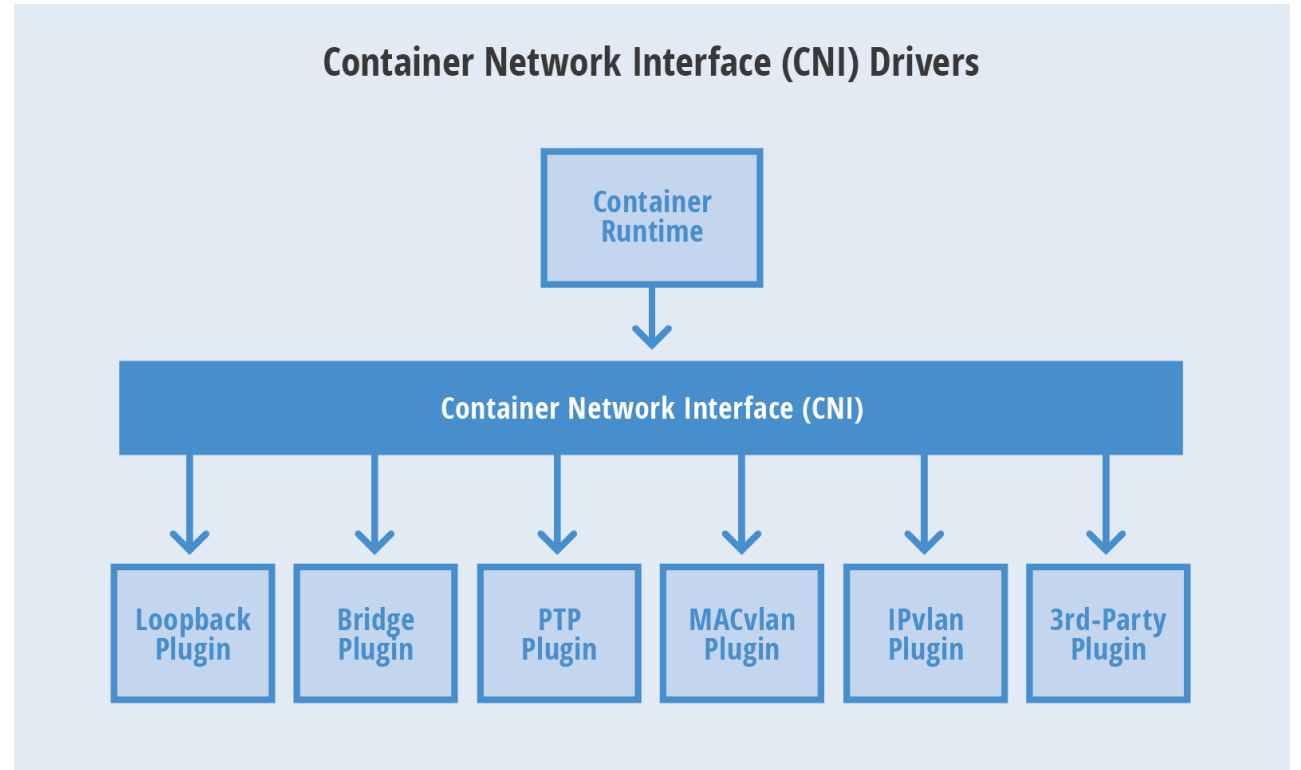 Container Network Interface (CNI) Drivers
Container
Runtime
Container Network Interface (CNI)
Loopback
Plugin
Bridge
Plugin
PTP
Plugin
MACvlan
Plugin
IPvlan
Plugin
3rd-Party
Plugin